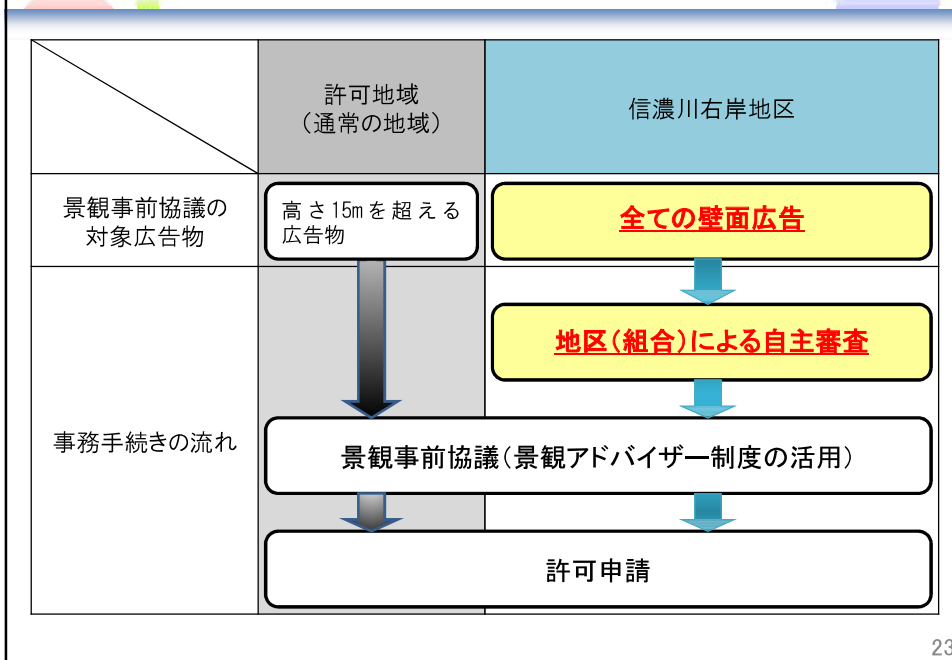 許可地域
(通常の地域)
信濃川右岸地区
景観事前協議の
対象広告物
高さ15mを超える
広告物
全ての壁面広告
地区(組合)による自主審査
事務手続きの流れ
景観事前協議(景観アドバイザー制度の活用)
許可申請
23